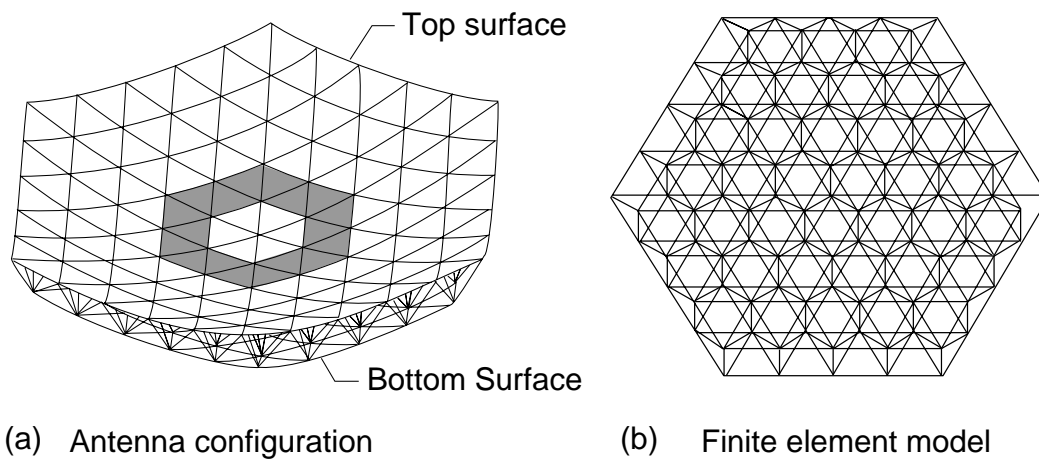 Top surface
Bottom Surface
(a) Antenna configuration
(b) Finite element model